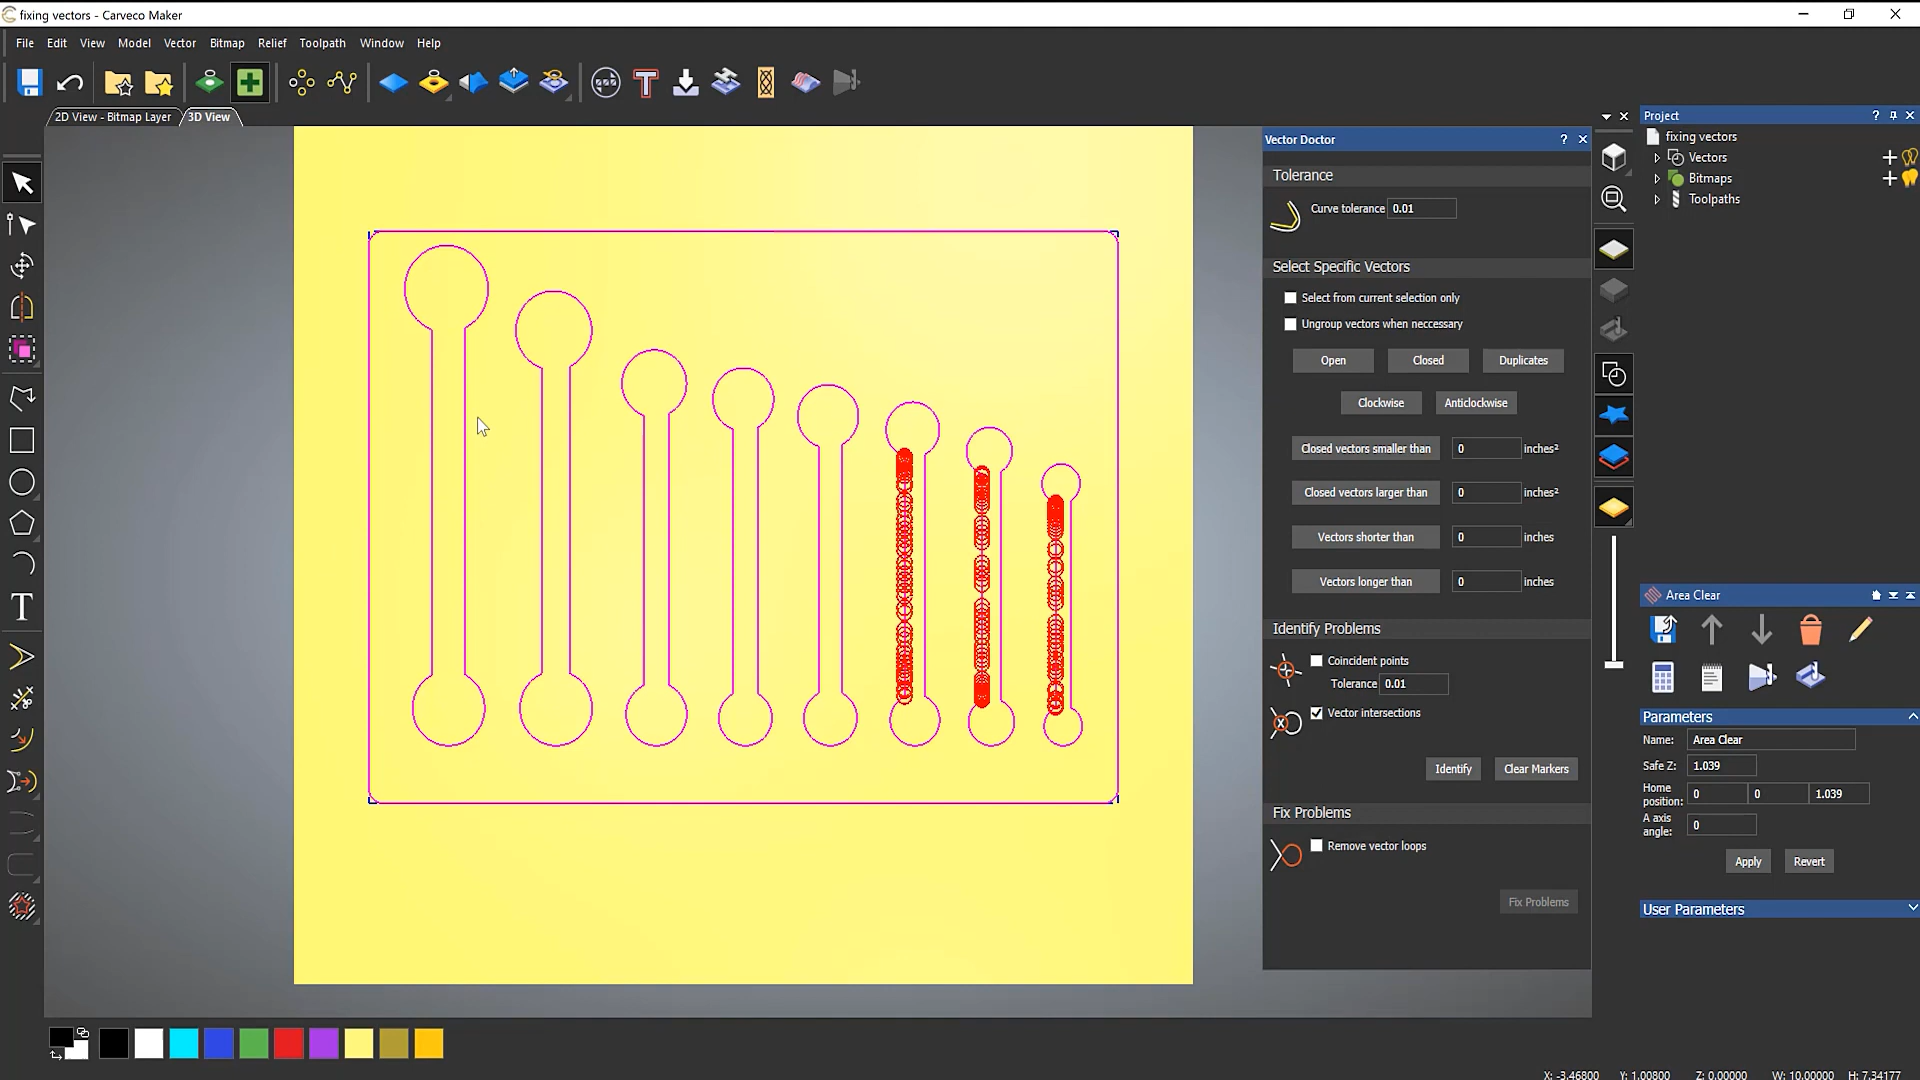 fixing vectors - Carveco Maker
File Edit View Model Vector Bitmap Relief Toolpath Window Help
2D View - Bitmap Layer 3D View
Vector Doctor
Tolerance
Curve tolerance 0.01
Select Specific Vectors
Select from current selection only
Ungroup vectors when neccessary
Open Closed Duplicates
Clockwise Anticlockwise
Closed vectors smaller than 0 inches²
Closed vectors larger than 0 inches²
Vectors shorter than 0 inches
Vectors longer than 0 inches
Identify Problems
Coincident points
Tolerance 0.01
Vector intersections
Identify Clear Markers
Fix Problems
Remove vector loops
Fix Problems
Project
fixing vectors
Vectors
Bitmaps
Toolpaths
Area Clear
Parameters
Name: Area Clear
Safe Z: 1.039
Home position: 0 0 1.039
A axis angle: 0
Apply Revert
User Parameters
X: -3.46800 Y: 1.00800 Z: 0.00000 W: 10.00000 H: 7.34177